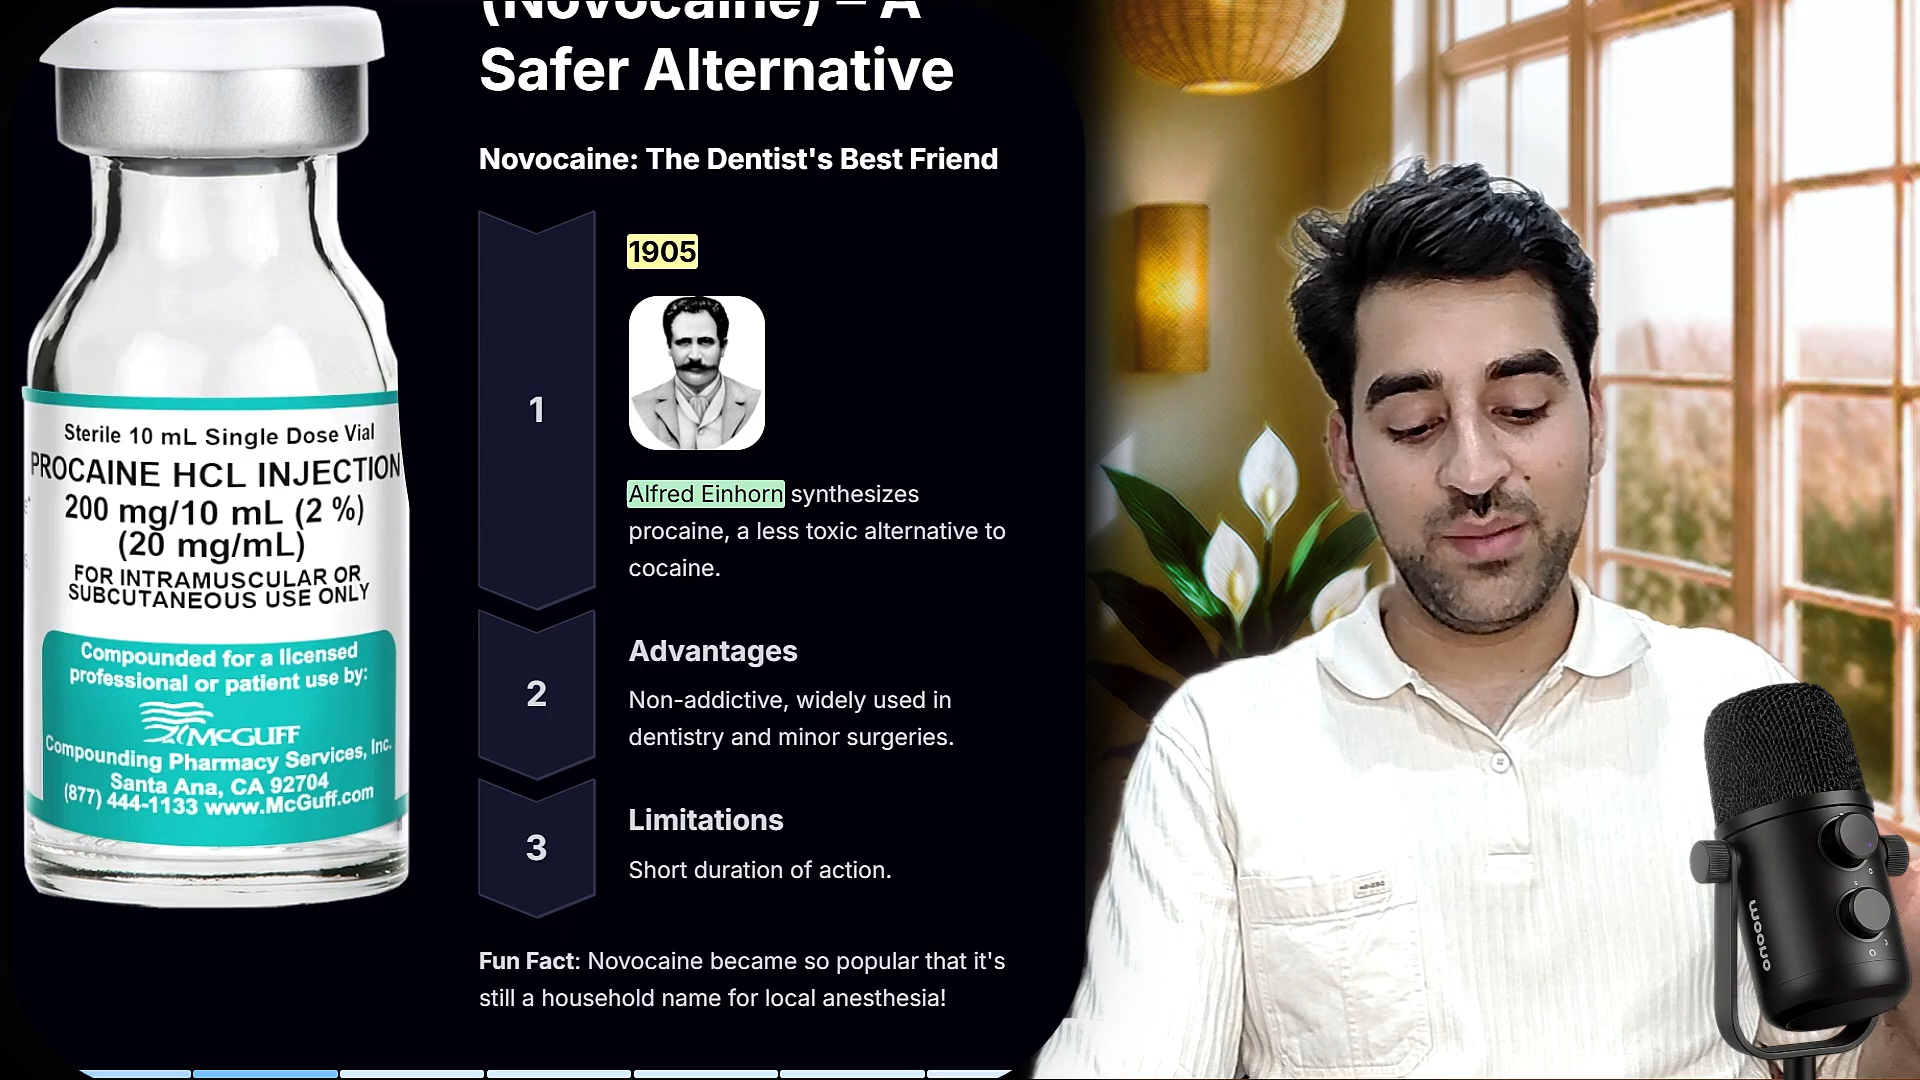 (Novocaine) – A
Safer Alternative
Novocaine: The Dentist's Best Friend
1
1905
Alfred Einhorn synthesizes
procaine, a less toxic alternative to
cocaine.
2
Advantages
Non-addictive, widely used in
dentistry and minor surgeries.
3
Limitations
Short duration of action.
Fun Fact: Novocaine became so popular that it's
still a household name for local anesthesia!
Sterile 10 mL Single Dose Vial
PROCAINE HCL INJECTION
200 mg/10 mL (2 %)
(20 mg/mL)
FOR INTRAMUSCULAR OR
SUBCUTANEOUS USE ONLY
Compounded for a licensed
professional or patient use by:
McGUFF
Compounding Pharmacy Services, Inc.
Santa Ana, CA 92704
(877) 444-1133 www.McGuff.com